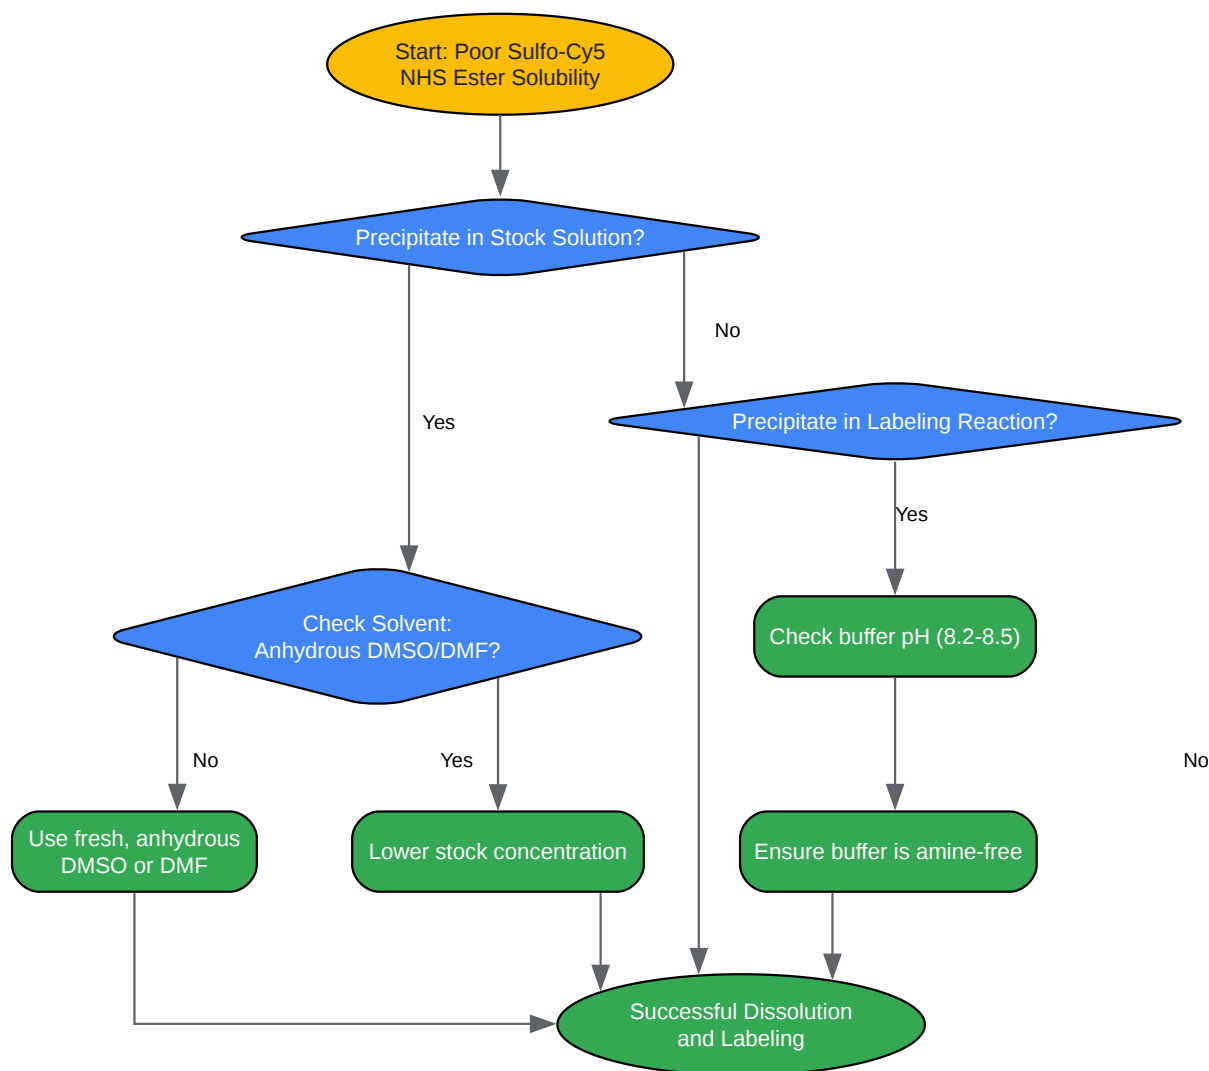 Start: Poor Sulfo-Cy5
NHS Ester Solubility
Precipitate in Stock Solution?
No
Yes
Precipitate in Labeling Reaction?
Yes
Check Solvent:
Anhydrous DMSO/DMF?
Check buffer pH (8.2-8.5)
No
Yes
No
Use fresh, anhydrous
DMSO or DMF
Lower stock concentration
Ensure buffer is amine-free
Successful Dissolution
and Labeling